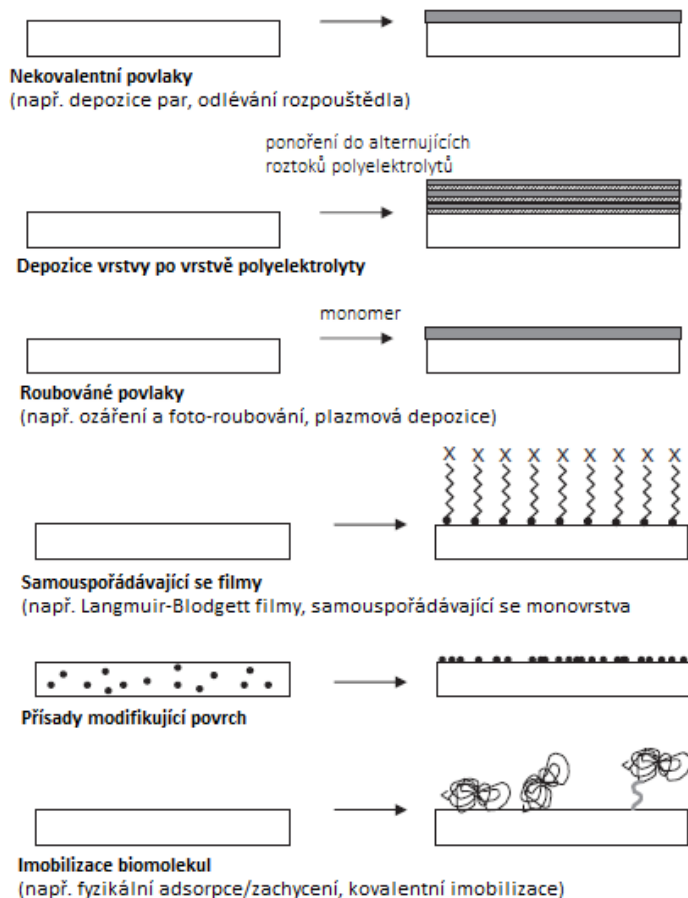 Nekovalentní povlaky
(např. depozice par, odlévání rozpouštědla)
ponoření do alternujících
roztoků polyelektrolytů
Depozice vrstvy po vrstvě polyelektrolyty
monomer
Roubováné povlaky
(např. ozáření a foto-roubování, plazmová depozice)
X X X X X X X X X
Samouspořádávající se filmy
(např. Langmuir-Blodgett filmy, samouspořádávající se monovrstva
Přísady modifikující povrch
Imobilizace biomolekul
(např. fyzikální adsorpce/zachycení, kovalentní imobilizace)